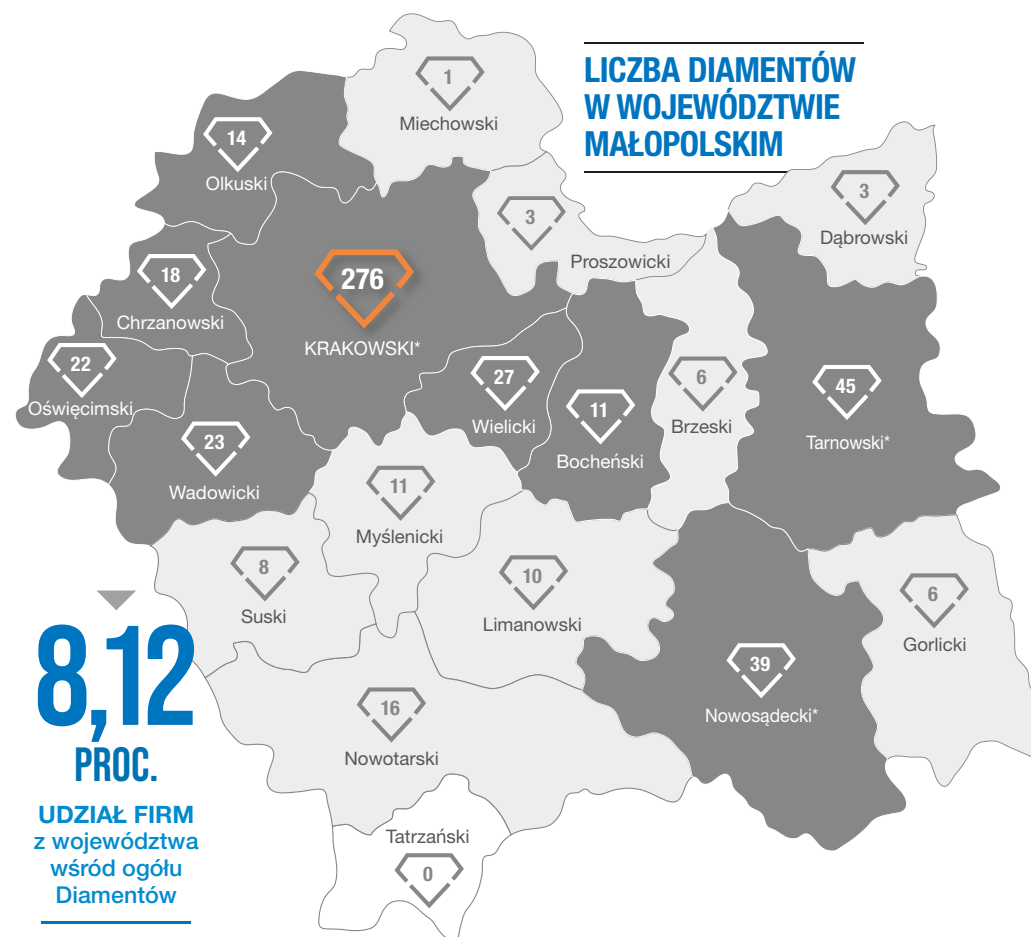 LICZBA DIAMENTÓW
W WOJEWÓDZTWIE
MAŁOPOLSKIM
1
Miechowski
14
Olkuski
3
Proszowicki
3
Dąbrowski
18
Chrzanowski
276
KRAKOWSKI*
22
Oświęcimski
27
Wielicki
11
Bocheński
6
Brzeski
45
Tarnowski*
23
Wadowicki
11
Myślenicki
8
Suski
10
Limanowski
6
Gorlicki
39
Nowosądecki*
16
Nowotarski
Tatrzański
0
8,12
PROC.
UDZIAŁ FIRM
z województwa
wśród ogółu
Diamentów